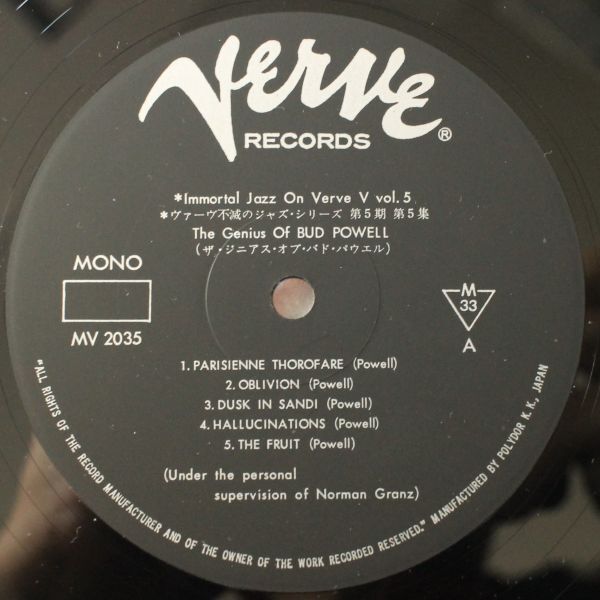 VERVE
RECORDS®
*Immortal Jazz On Verve V vol. 5
*ヴァーヴ不滅のジャズ・シリーズ 第5期 第5集
The Genius Of BUD POWELL
(ザ・ジニアス・オブ・バド・パウエル)
MONO
MV 2035
M
33
A
1. PARISIENNE THOROFARE (Powell)
2. OBLIVION (Powell)
3. DUSK IN SANDI (Powell)
4. HALLUCINATIONS (Powell)
5. THE FRUIT (Powell)
(Under the personal
supervision of Norman Granz)
"ALL RIGHTS OF THE RECORD MANUFACTURER AND OF THE OWNER OF THE WORK RECORDED RESERVED." MANUFACTURED BY POLYDOR K. K., JAPAN